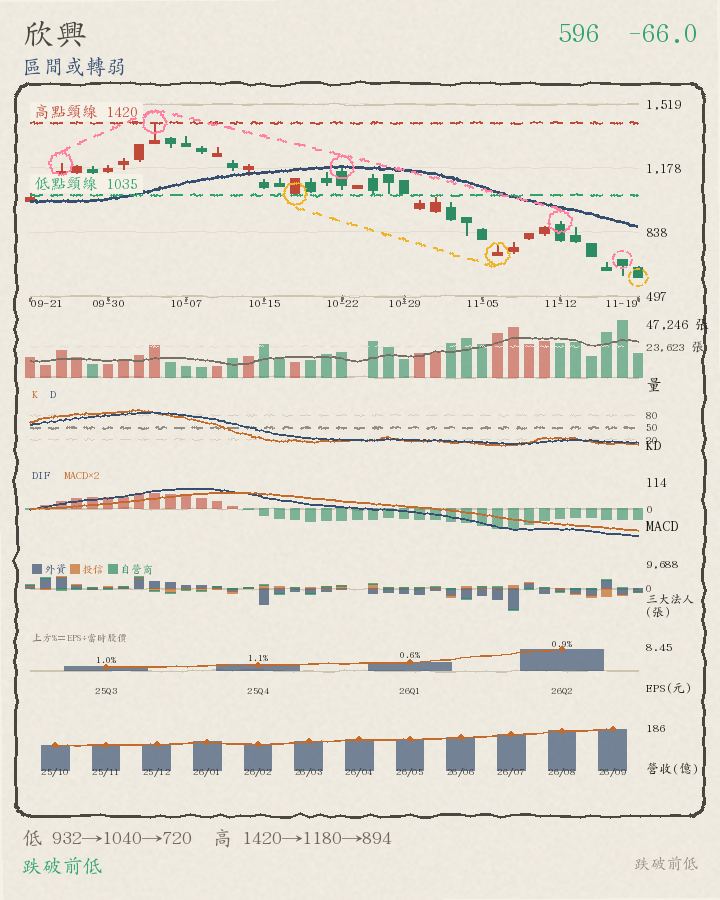 欣興
596 -66.0
區間或轉弱
高點頸線 1420
低點頸線 1035
1,519
1,178
838
497
09-21 09-30 10-07 10-15 10-22 10-29 11-05 11-12 11-19
47,246 張
23,623 張
量
K D
80
50
20
KD
DIF MACD×2
114
0
MACD
外資 投信 自營商
9,688
0
三大法人
(張)
上方%=EPS÷當時股價
1.0% 1.1% 0.6% 0.9%
8.45
25Q3 25Q4 26Q1 26Q2
EPS(元)
186
25/10 25/11 25/12 26/01 26/02 26/03 26/04 26/05 26/06 26/07 26/08 26/09
營收(億)
低 932→1040→720 高 1420→1180→894
跌破前低
跌破前低